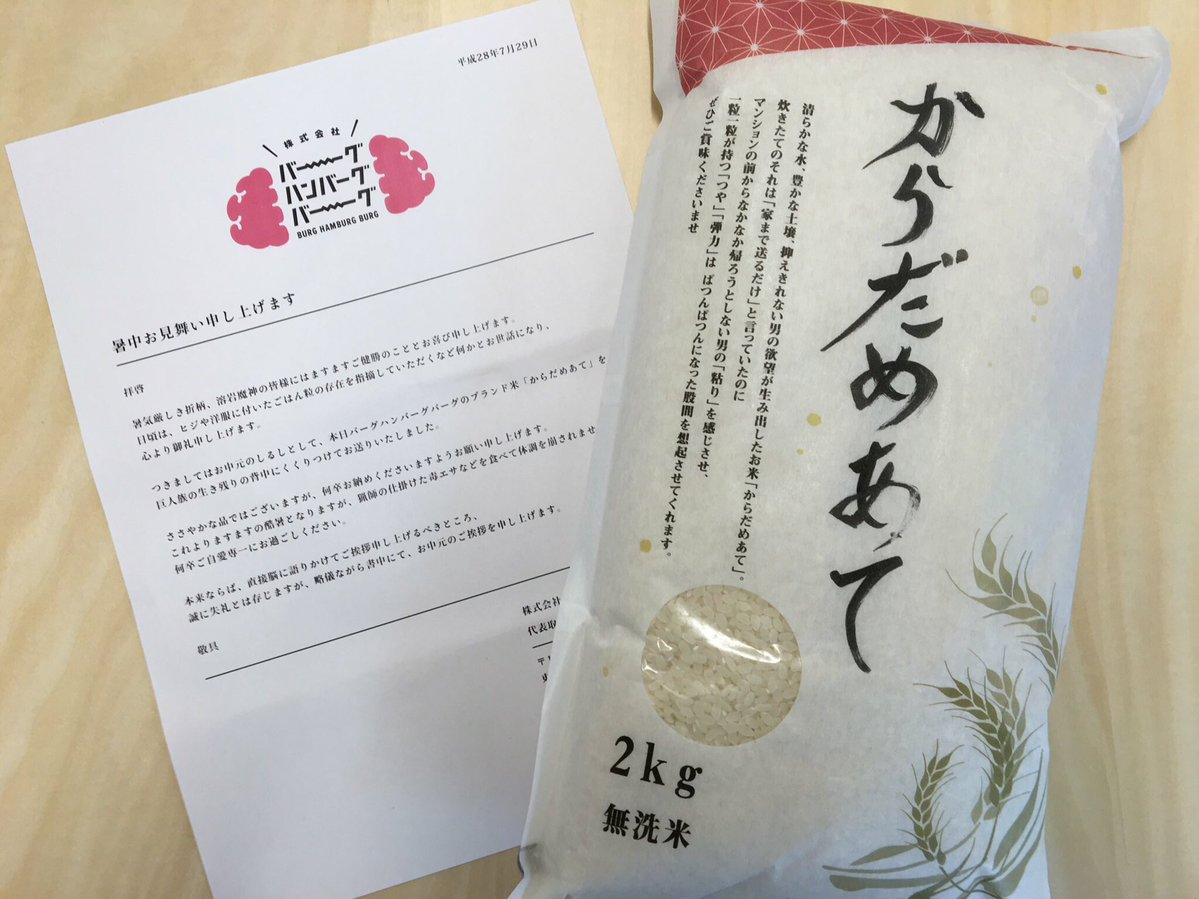 平成28年7月29日
株式会社
バーーグ
ハンバーグ
バーーグ
BURG HAMBURG BURG
暑中お見舞い申し上げます
拝啓
暑気厳しき折柄、溶岩魔神の皆様にはますますご健勝のこととお喜び申し上げます。
日頃は、ヒジや洋服に付いたごはん粒の存在を指摘していただくなど何かとお世話になり、
心より御礼申し上げます。
つきましてはお中元のしるしとして、本日バーグハンバーグバーグのブランド米「からだめあて」を
巨人族の生き残りの背中にくくりつけてお送りいたしました。
ささやかな品ではございますが、何卒お納めくださいますようお願い申し上げます。
これよりますますの酷暑となりますが、猟師の仕掛けた毒エサなどを食べて体調を崩されませ
何卒ご自愛専一にお過ごしください。
本来ならば、直接脳に語りかけてご挨拶申し上げるべきところ、
誠に失礼とは存じますが、略儀ながら書中にて、お中元のご挨拶を申し上げます。
敬具
株式会社
代表取
〒
からだめあて
清らかな水、豊かな土壌、抑えきれない男の欲望が生み出したお米「からだめあて」。
炊きたてのそれは「家まで送るだけ」と言っていたのに
マンションの前からなかなか帰ろうとしない男の「粘り」を感じさせ、
一粒一粒が持つ「つや」「弾力」は ぱつんぱつんになった股間を想起させてくれます。
ぜひご賞味くださいませ
2kg
無洗米